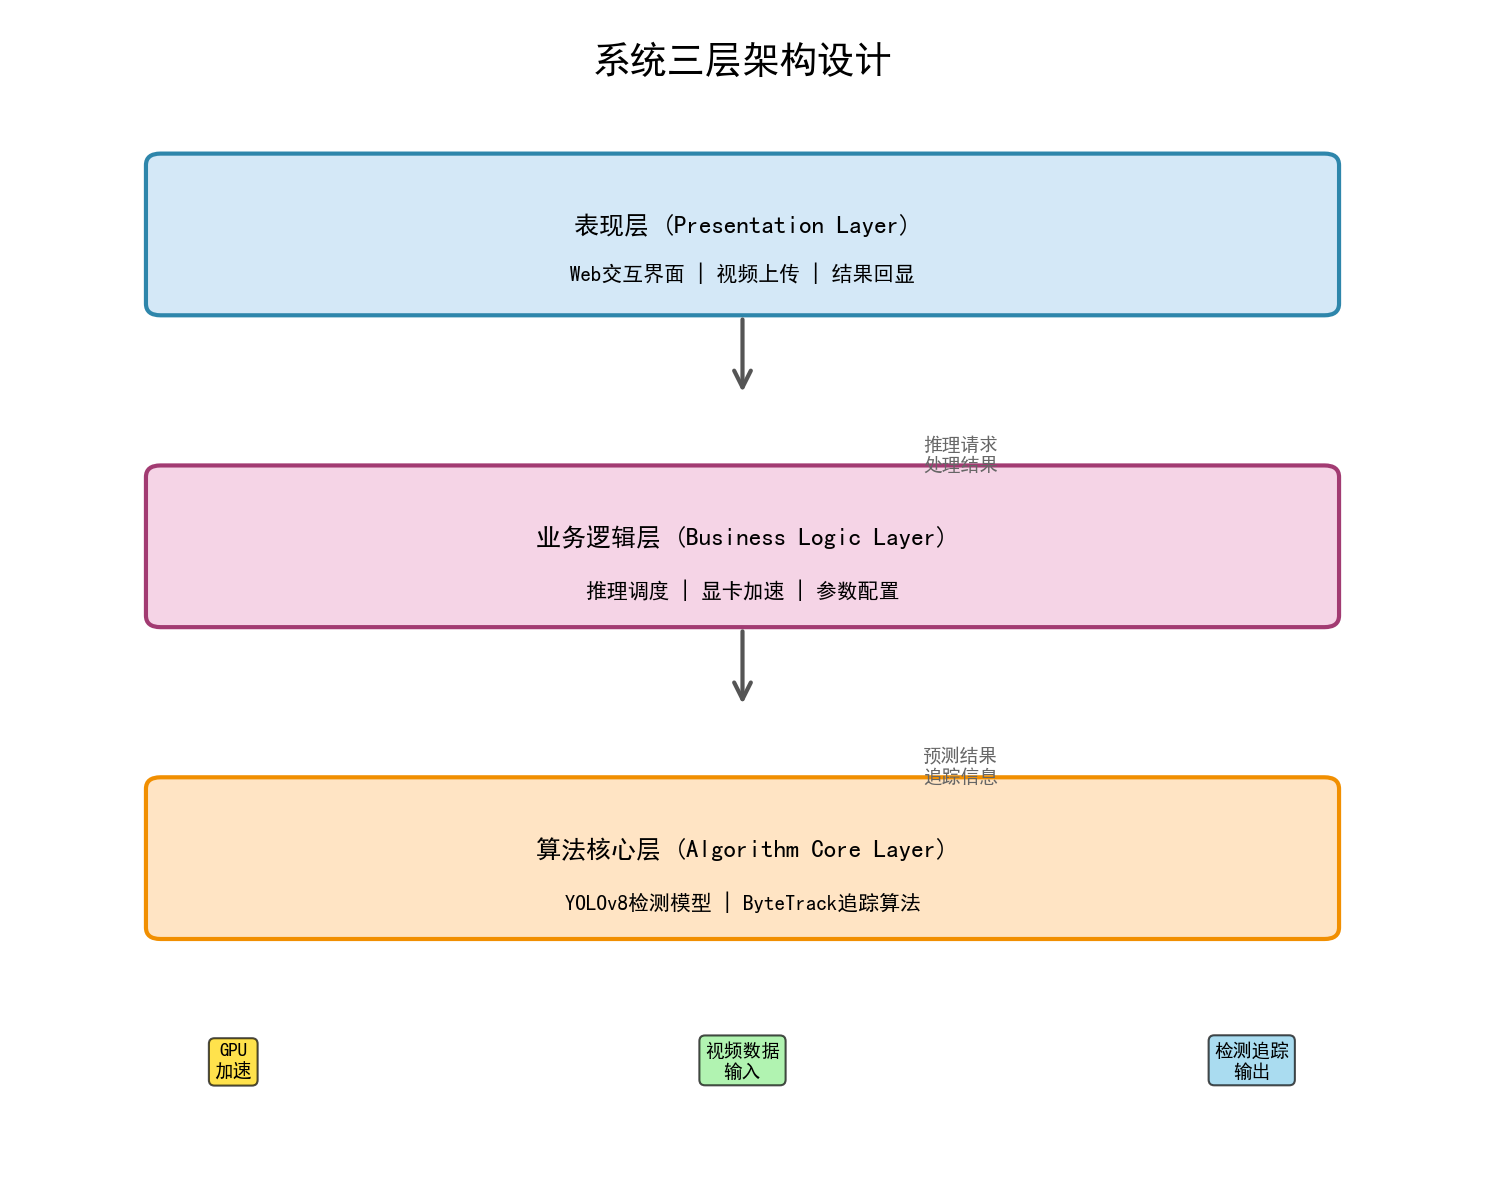 系统三层架构设计
表现层 (Presentation Layer)
Web交互界面 | 视频上传 | 结果回显
推理请求
处理结果
业务逻辑层 (Business Logic Layer)
推理调度 | 显卡加速 | 参数配置
预测结果
追踪信息
算法核心层 (Algorithm Core Layer)
YOLOv8检测模型 | ByteTrack追踪算法
GPU
加速
视频数据
输入
检测追踪
输出